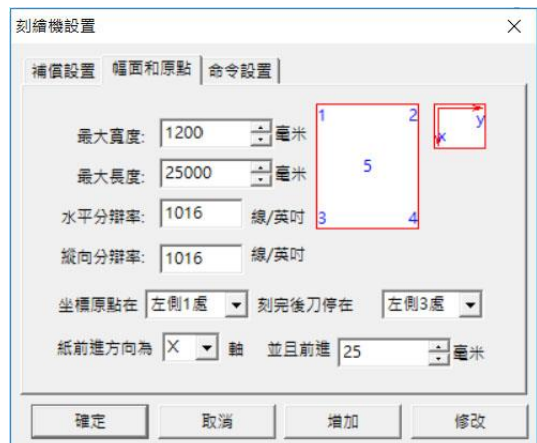 刻繪機設置
補償設置 幅面和原點 命令設置
最大寬度: 1200 毫米
最大長度: 25000 毫米
水平分辯率: 1016 線/英吋
縱向分辯率: 1016 線/英吋
1 2
5
3 4
y
x
坐標原點在 左側1處 刻完後刀停在 左側3處
紙前進方向為 X 軸 並且前進 25 毫米
確定 取消 增加 修改